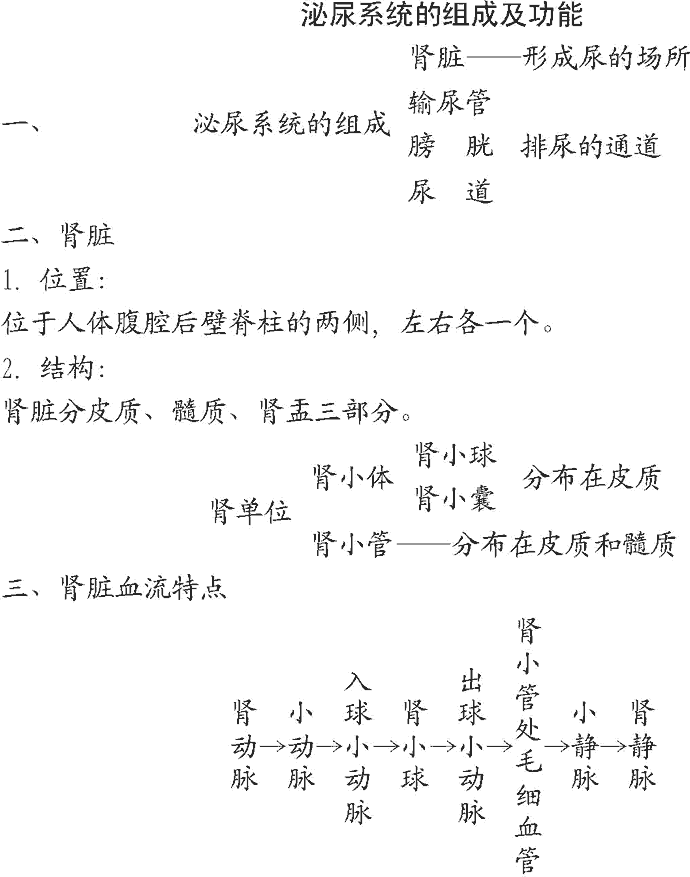 泌尿系统的组成及功能
肾脏——形成尿的场所
输尿管
一、 泌尿系统的组成
膀 胱 排尿的通道
尿 道
二、肾脏
1. 位置：
位于人体腹腔后壁脊柱的两侧，左右各一个。
2. 结构：
肾脏分皮质、髓质、肾盂三部分。
肾小球
肾小体 分布在皮质
肾小囊
肾单位
肾小管——分布在皮质和髓质
三、肾脏血流特点
肾动脉→小动脉→入球小动脉→肾小球→出球小动脉→肾小管处毛细血管→小静脉→肾静脉